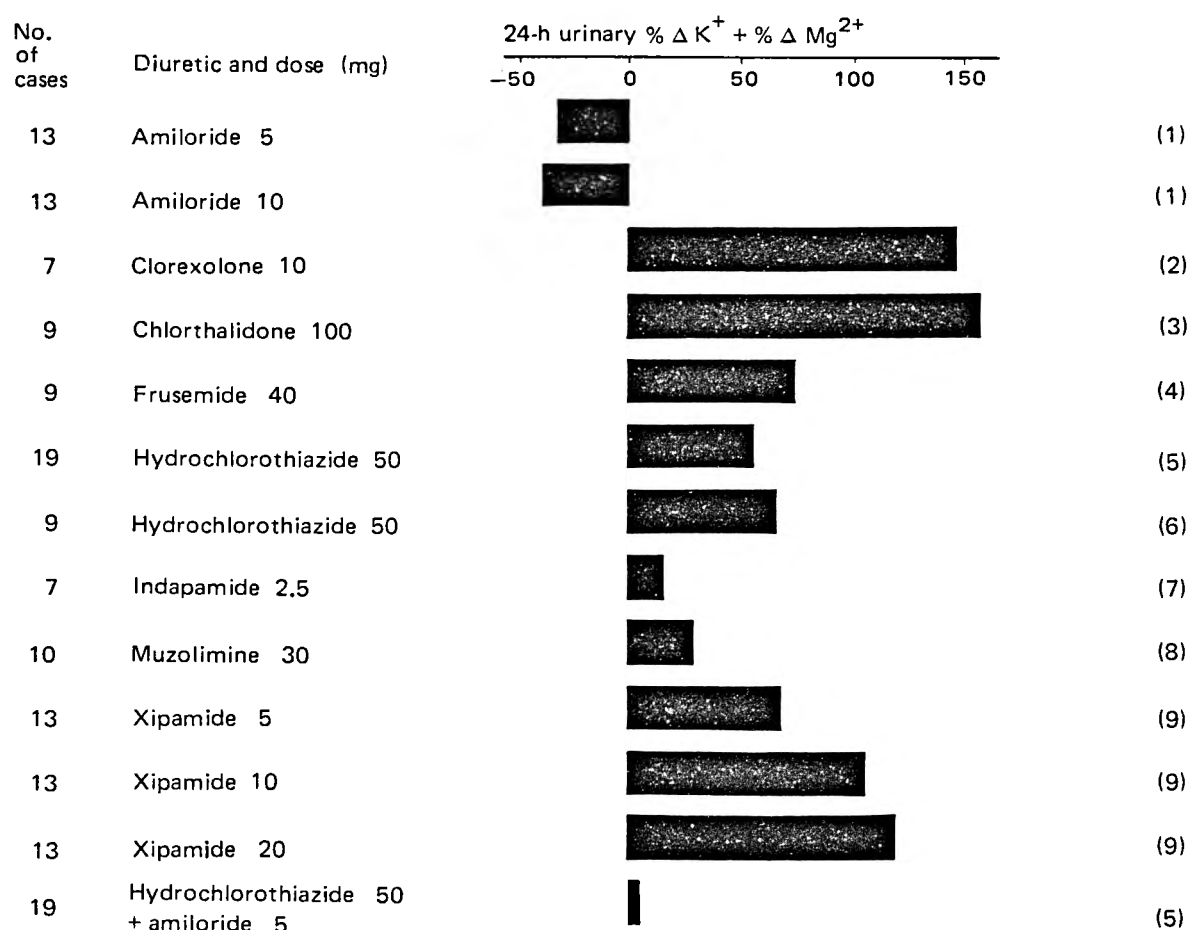 No. of cases
Diuretic and dose (mg)
24-h urinary % Δ K⁺ + % Δ Mg²⁺
−50 0 50 100 150
13 Amiloride 5 (1)
13 Amiloride 10 (1)
7 Clorexolone 10 (2)
9 Chlorthalidone 100 (3)
9 Frusemide 40 (4)
19 Hydrochlorothiazide 50 (5)
9 Hydrochlorothiazide 50 (6)
7 Indapamide 2.5 (7)
10 Muzolimine 30 (8)
13 Xipamide 5 (9)
13 Xipamide 10 (9)
13 Xipamide 20 (9)
19 Hydrochlorothiazide 50
+ amiloride 5 (5)